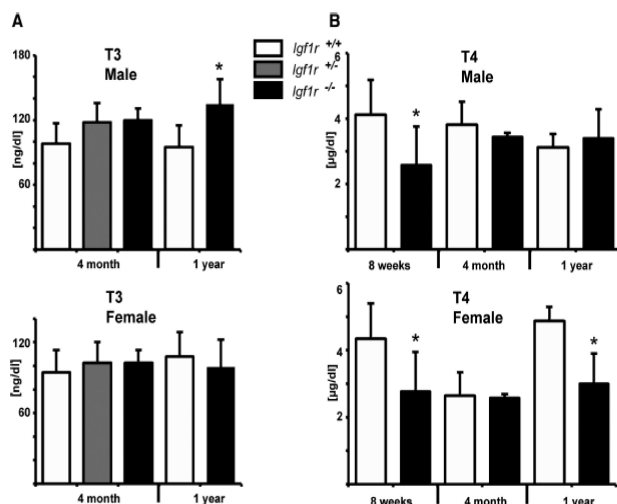 A
T3
Male
180
120
60
[ng/dl]
*
4 month
1 year
Igf1r +/+
Igf1r +/-
Igf1r -/-
B
T4
Male
6
4
2
[µg/dl]
*
8 weeks
4 month
1 year
T3
Female
120
60
[ng/dl]
4 month
1 year
T4
Female
6
4
2
[µg/dl]
*
*
8 weeks
4 month
1 year